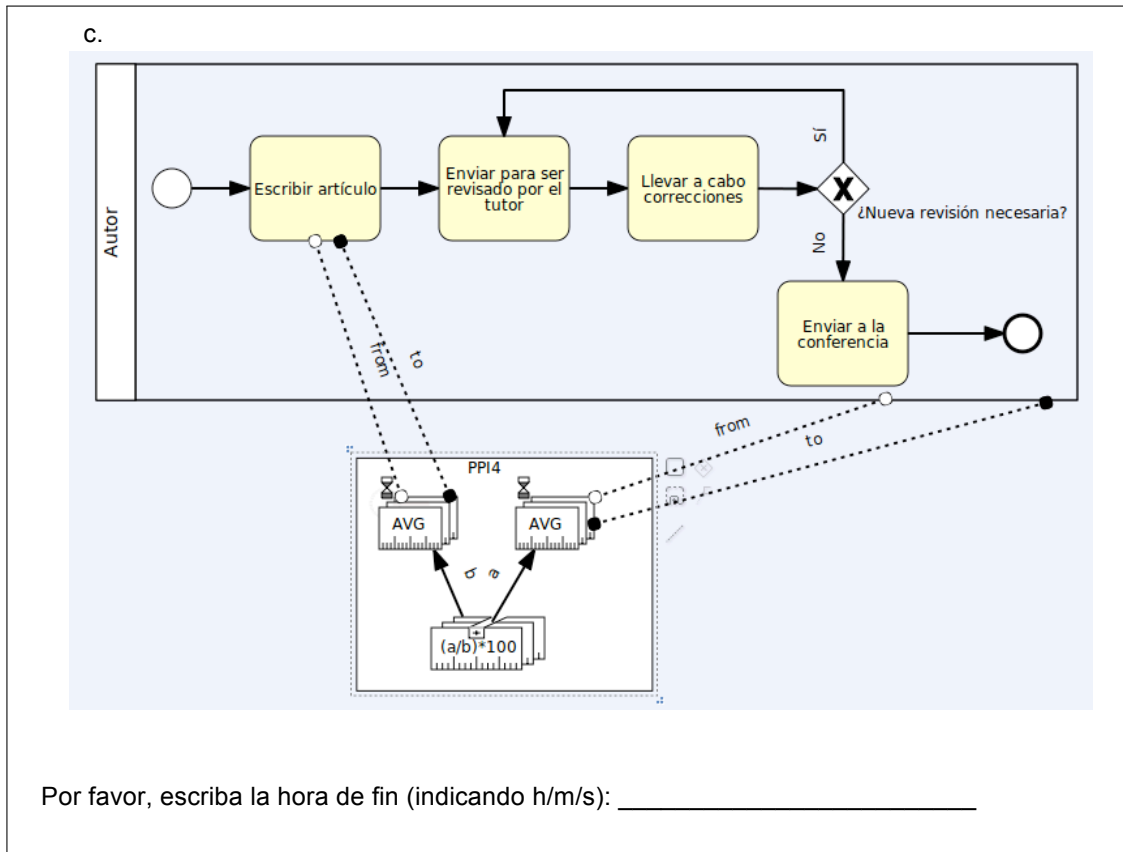 c.
Autor
Escribir artículo
Enviar para ser
revisado por el
tutor
Llevar a cabo
correcciones
Sí
X
¿Nueva revisión necesaria?
No
Enviar a la
conferencia
from
to
from
to
PPI4
AVG
AVG
b
a
(a/b)*100
Por favor, escriba la hora de fin (indicando h/m/s): __________________________